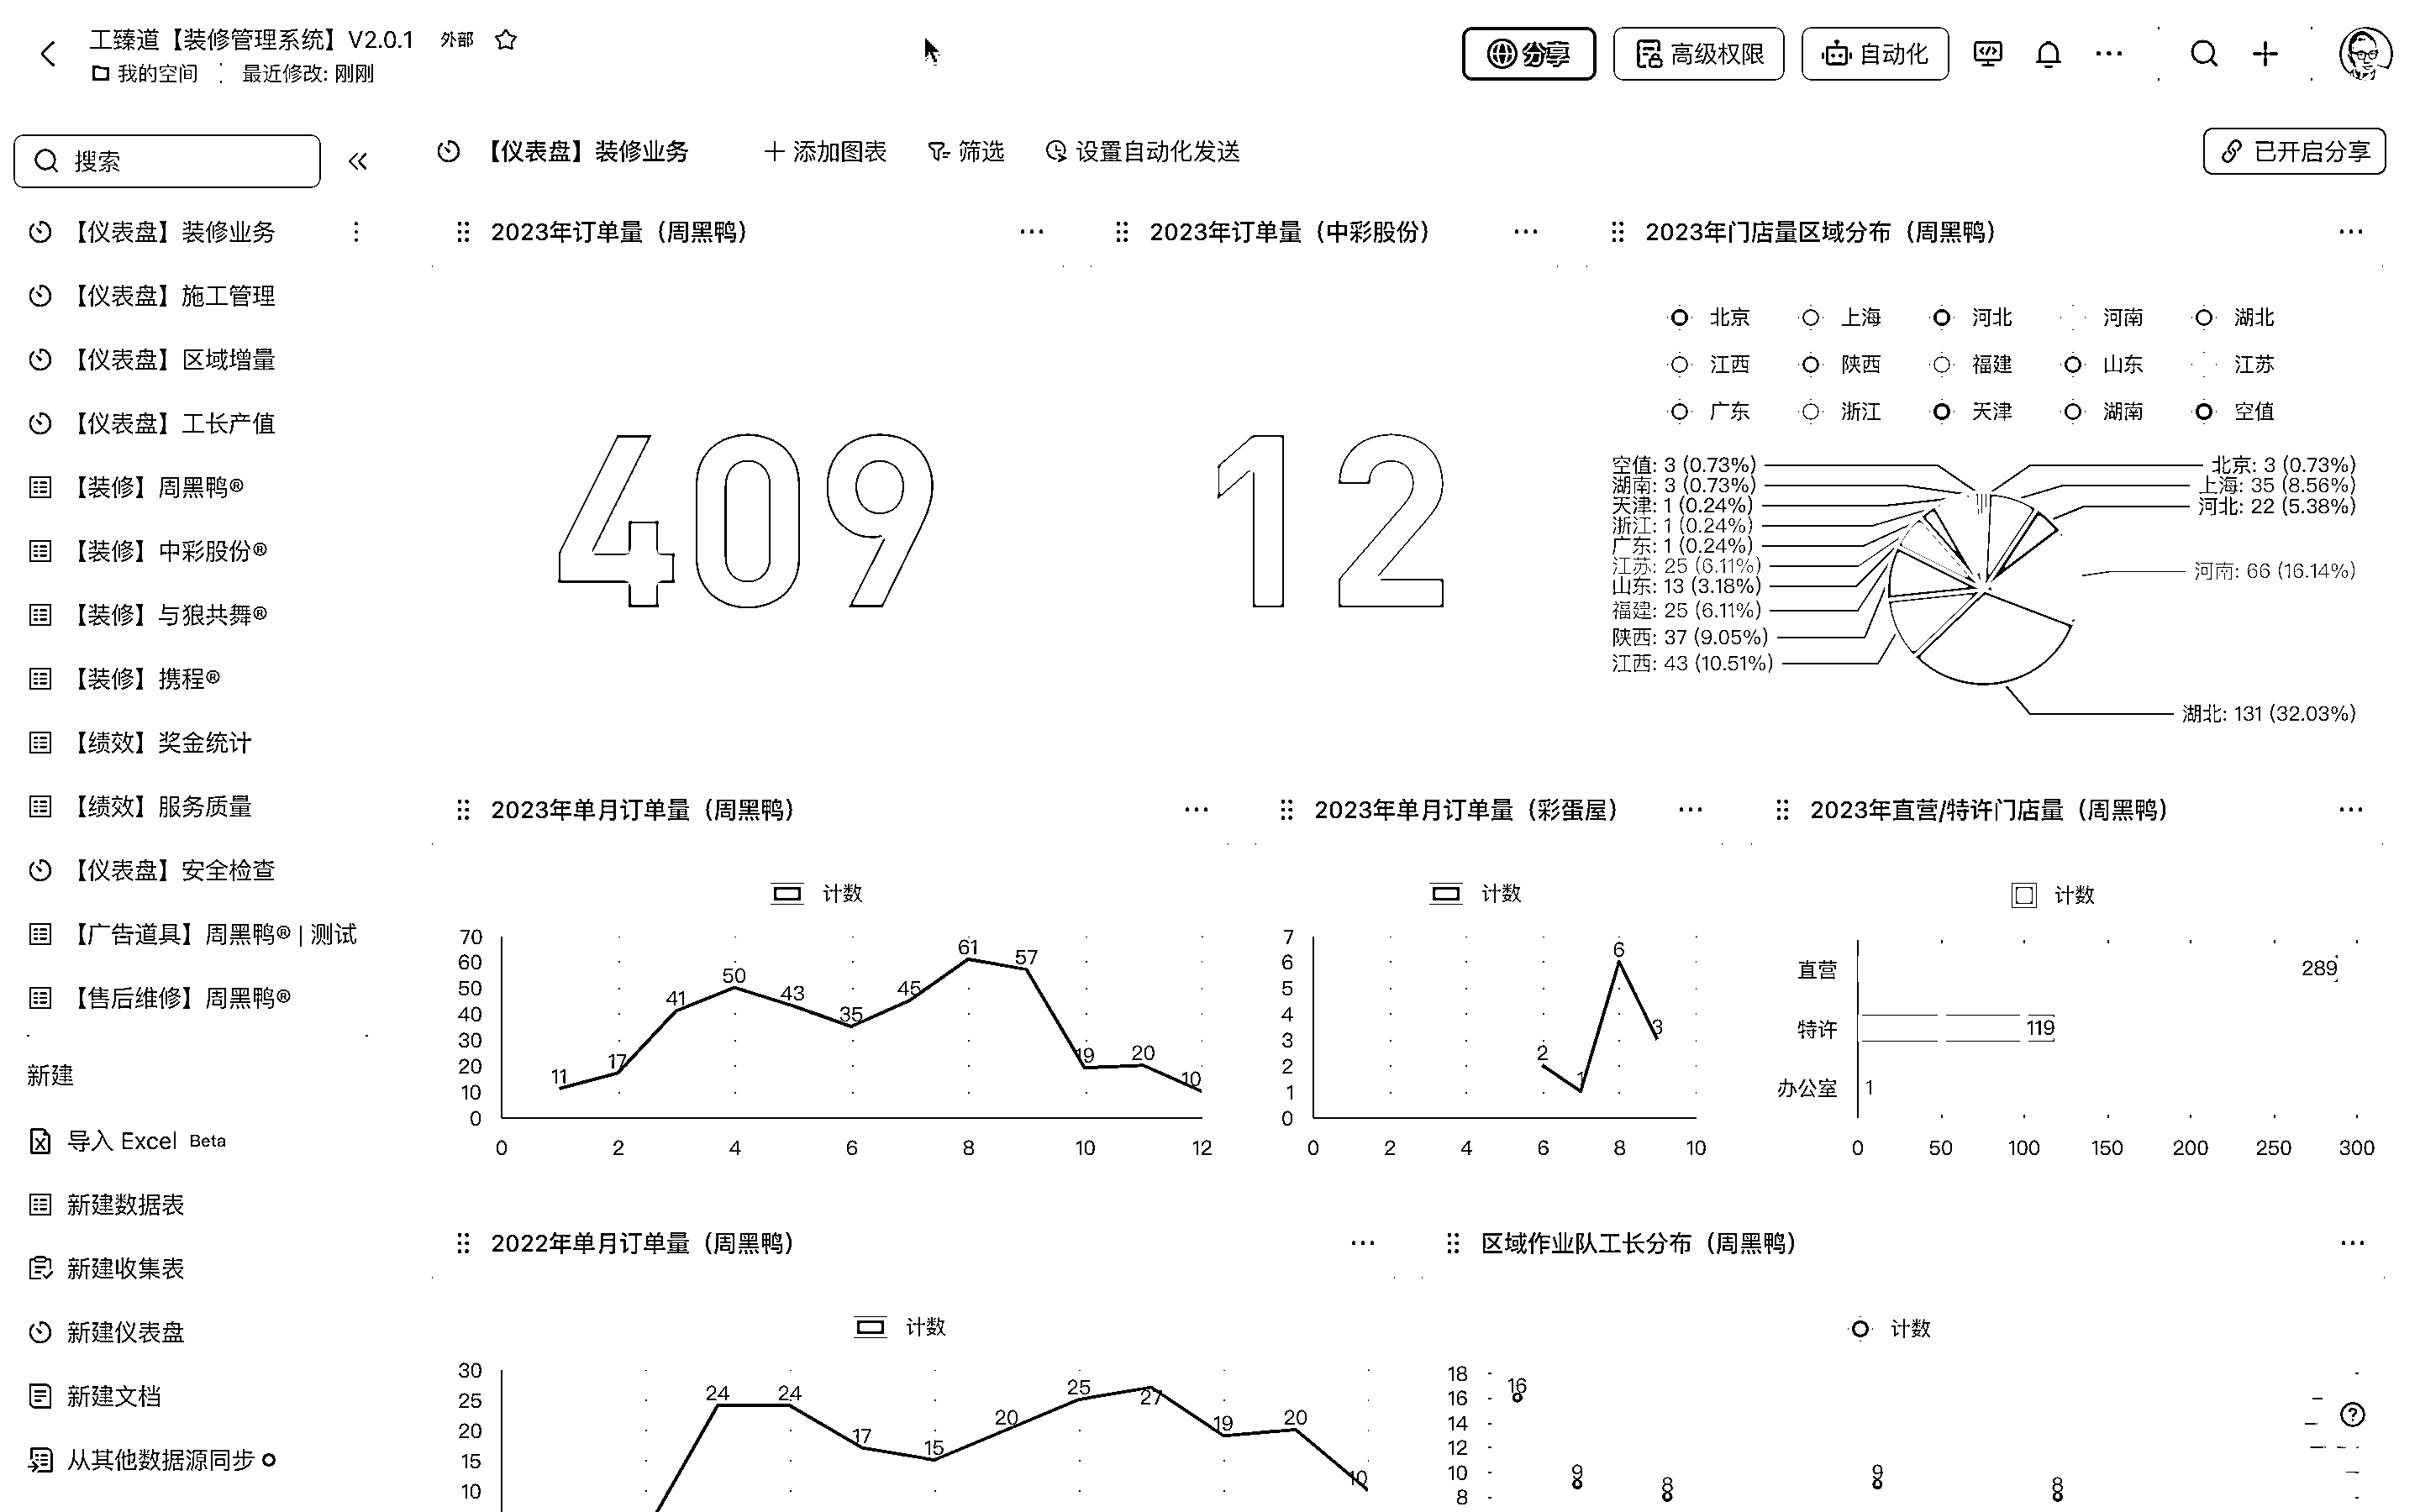 工臻道【装修管理系统】V2.0.1 外部
我的空间 最近修改: 刚刚
分享 高级权限 自动化
搜索
【仪表盘】装修业务
【仪表盘】施工管理
【仪表盘】区域增量
【仪表盘】工长产值
【装修】周黑鸭®
【装修】中彩股份®
【装修】与狼共舞®
【装修】携程®
【绩效】奖金统计
【绩效】服务质量
【仪表盘】安全检查
【广告道具】周黑鸭® | 测试
【售后维修】周黑鸭®
新建
导入 Excel Beta
新建数据表
新建收集表
新建仪表盘
新建文档
从其他数据源同步
【仪表盘】装修业务 添加图表 筛选 设置自动化发送 已开启分享
2023年订单量（周黑鸭）
409
2023年订单量（中彩股份）
12
2023年门店量区域分布（周黑鸭）
北京 上海 河北 河南 湖北
江西 陕西 福建 山东 江苏
广东 浙江 天津 湖南 空值
空值: 3 (0.73%)
湖南: 3 (0.73%)
天津: 1 (0.24%)
浙江: 1 (0.24%)
广东: 1 (0.24%)
江苏: 25 (6.11%)
山东: 13 (3.18%)
福建: 25 (6.11%)
陕西: 37 (9.05%)
江西: 43 (10.51%)
北京: 3 (0.73%)
上海: 35 (8.56%)
河北: 22 (5.38%)
河南: 66 (16.14%)
湖北: 131 (32.03%)
2023年单月订单量（周黑鸭）
计数
70
60
50
40
30
20
10
0
11 17 41 50 43 35 45 61 57 19 20 10
0 2 4 6 8 10 12
2023年单月订单量（彩蛋屋）
计数
7
6
5
4
3
2
1
0
2 1 6 3
0 2 4 6 8 10
2023年直营/特许门店量（周黑鸭）
计数
直营 289
特许 119
办公室 1
0 50 100 150 200 250 300
2022年单月订单量（周黑鸭）
计数
30
25
20
15
10
24 24 17 15 20 25 27 19 20 10
区域作业队工长分布（周黑鸭）
计数
18
16
14
12
10
8
16 9 8 9 8